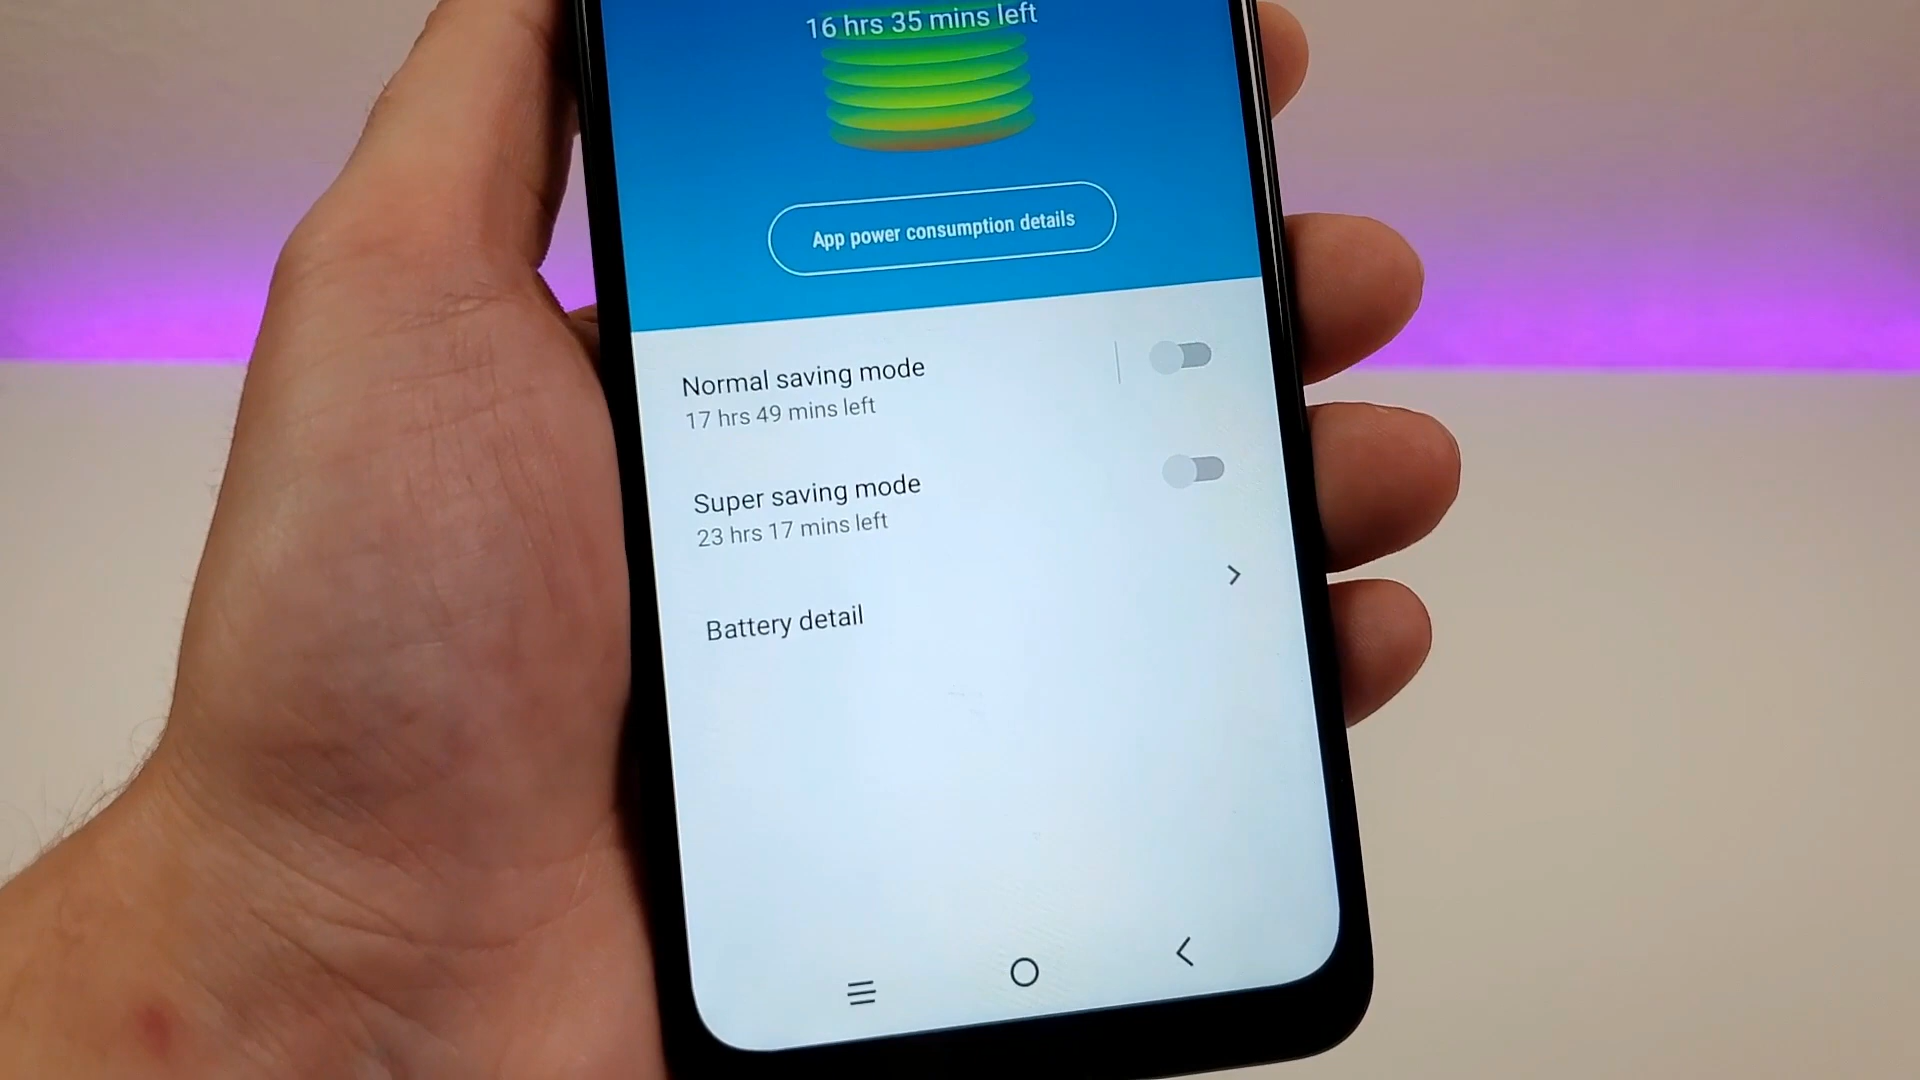 16 hrs 35 mins left
App power consumption details
Normal saving mode
17 hrs 49 mins left
Super saving mode
23 hrs 17 mins left
Battery detail